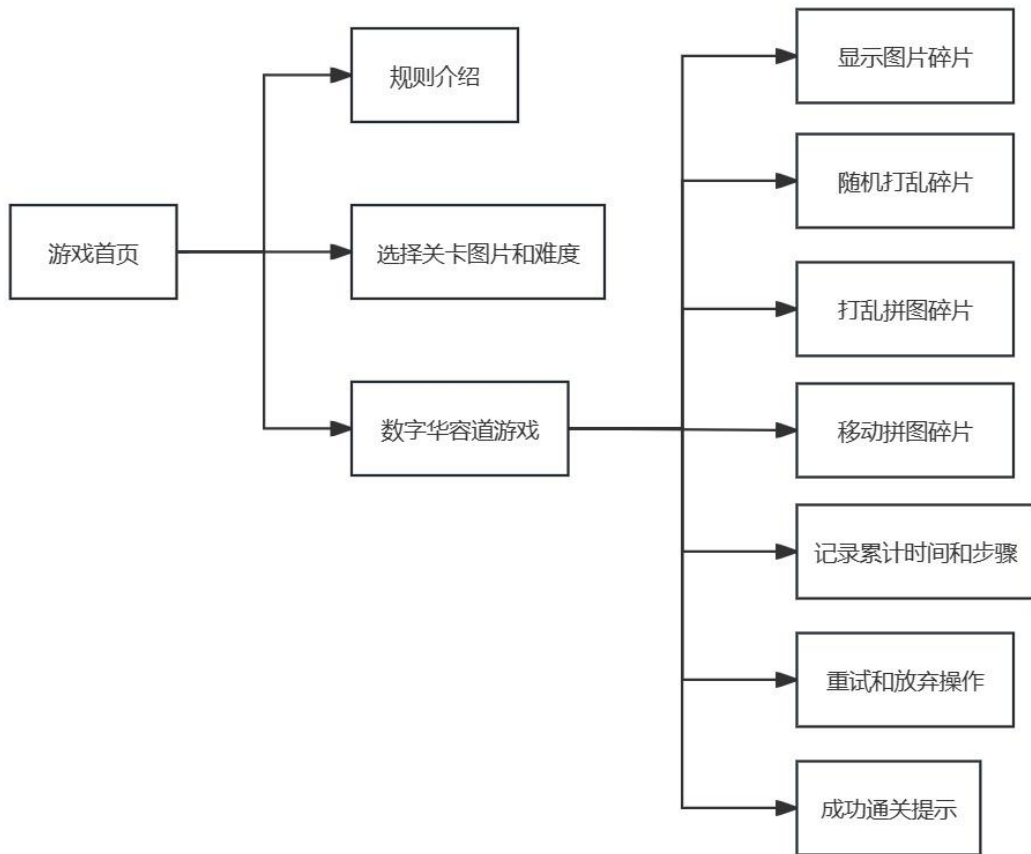 游戏首页
规则介绍
选择关卡图片和难度
数字华容道游戏
显示图片碎片
随机打乱碎片
打乱拼图碎片
移动拼图碎片
记录累计时间和步骤
重试和放弃操作
成功通关提示